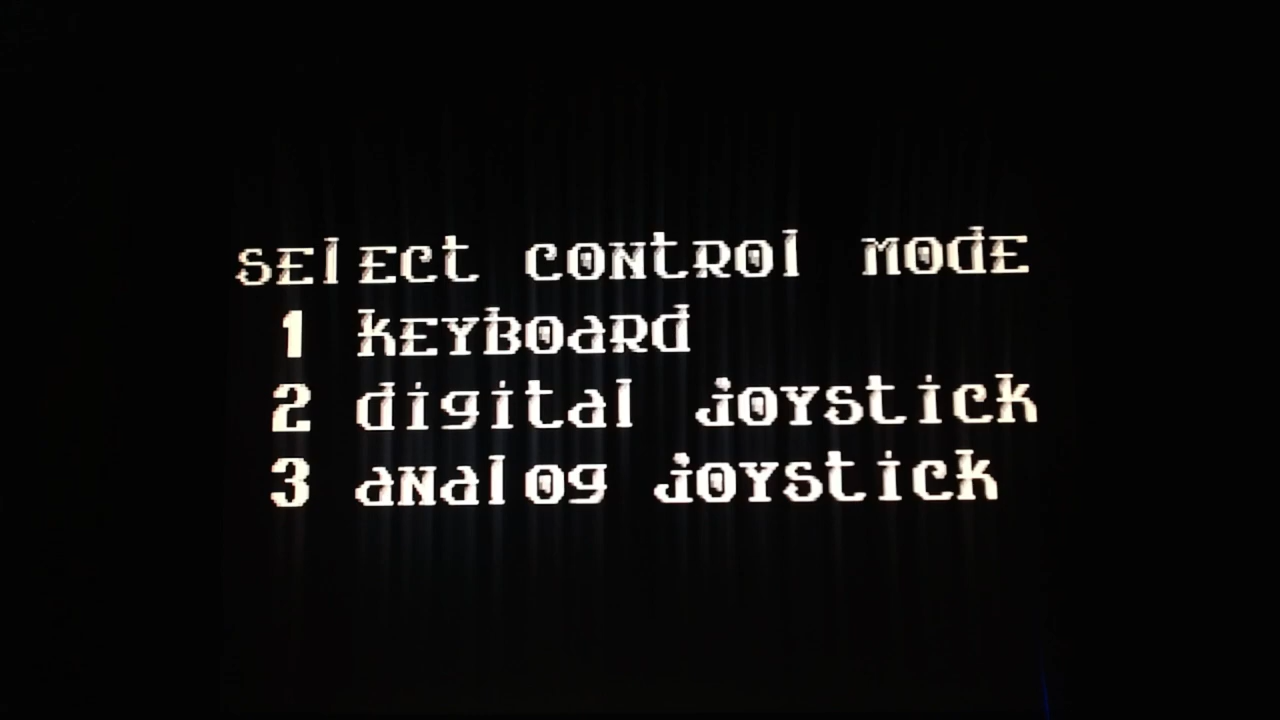 SElECt CONtROl MODE
1 kEYBOaRd
2 digital jOYStick
3 aNalOg jOYStick